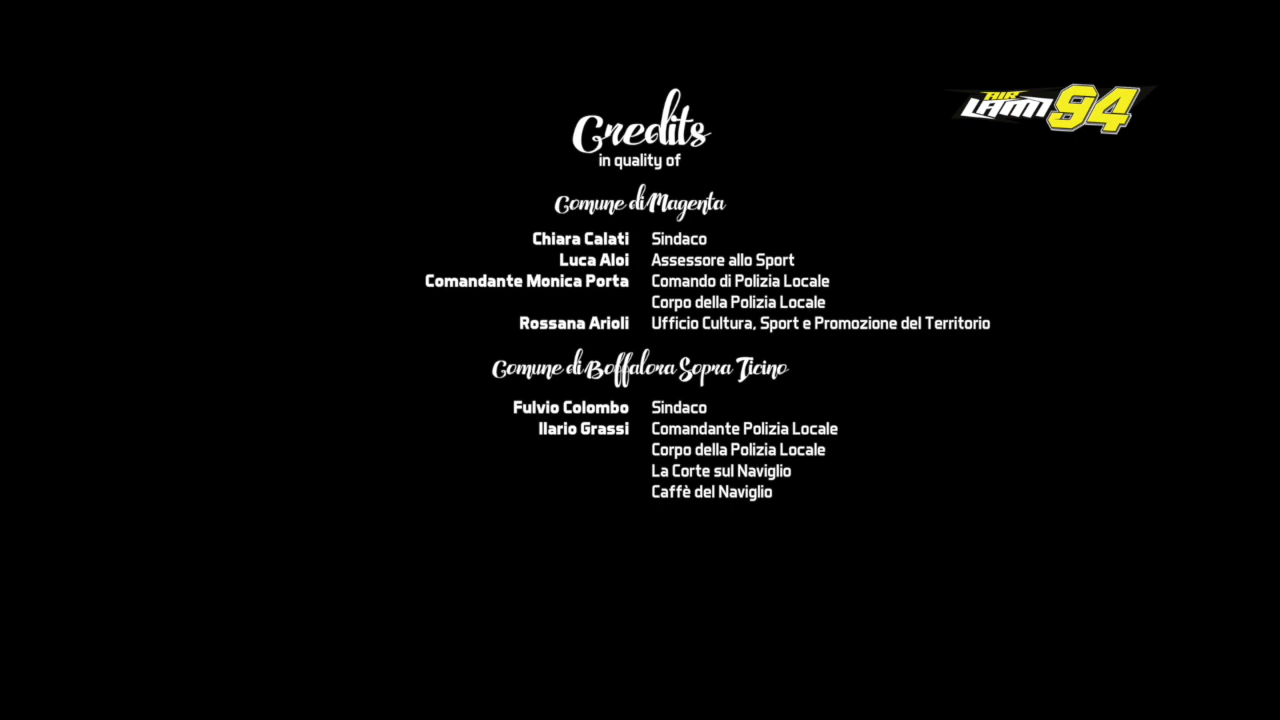 Credits
in quality of
AIR
LAMI 94
Comune di Magenta
Chiara Calati Sindaco
Luca Aloi Assessore allo Sport
Comandante Monica Porta Comando di Polizia Locale
Corpo della Polizia Locale
Rossana Arioli Ufficio Cultura, Sport e Promozione del Territorio
Comune di Boffalora Sopra Ticino
Fulvio Colombo Sindaco
Ilario Grassi Comandante Polizia Locale
Corpo della Polizia Locale
La Corte sul Naviglio
Caffè del Naviglio